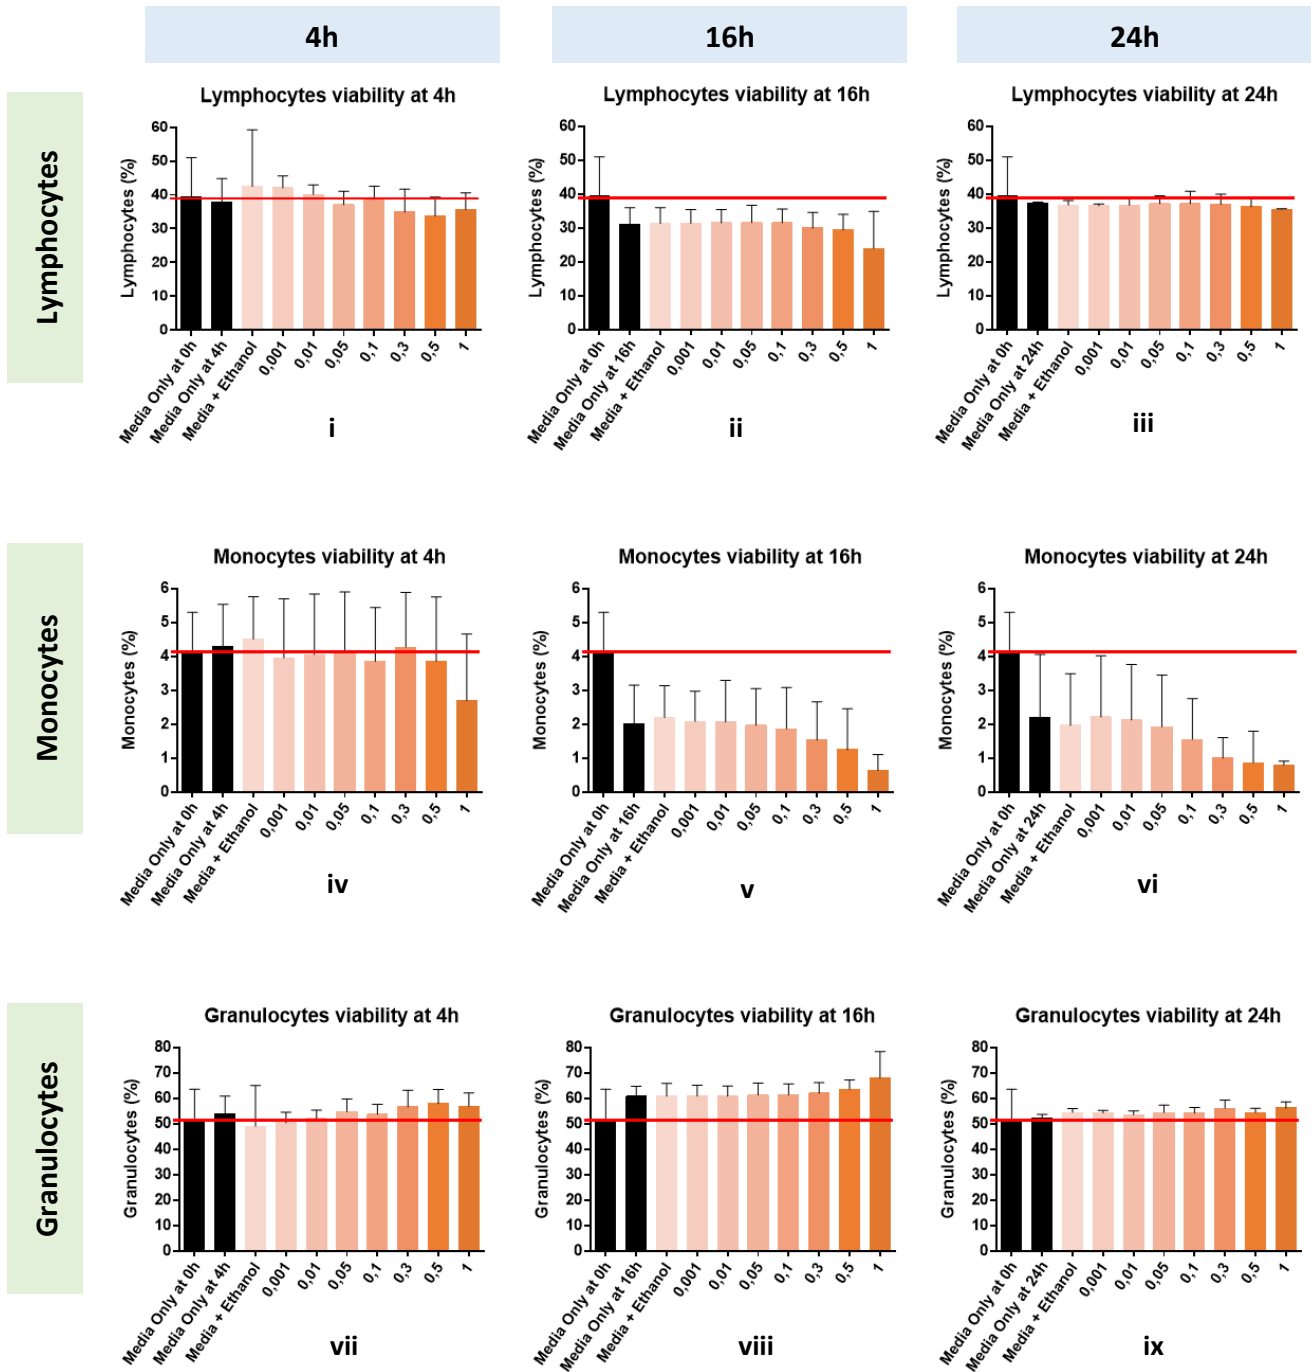 4h
16h
24h
Lymphocytes
Lymphocytes viability at 4h
Lymphocytes (%)
60
50
40
30
20
10
0
Media Only at 0h
Media Only at 4h
Media + Ethanol
0,001
0,01
0,05
0,1
0,3
0,5
1
i
Lymphocytes viability at 16h
Lymphocytes (%)
60
50
40
30
20
10
0
Media Only at 0h
Media Only at 16h
Media + Ethanol
0,001
0,01
0,05
0,1
0,3
0,5
1
ii
Lymphocytes viability at 24h
Lymphocytes (%)
60
50
40
30
20
10
0
Media Only at 0h
Media Only at 24h
Media + Ethanol
0,001
0,01
0,05
0,1
0,3
0,5
1
iii
Monocytes
Monocytes viability at 4h
Monocytes (%)
6
5
4
3
2
1
0
Media Only at 0h
Media Only at 4h
Media + Ethanol
0,001
0,01
0,05
0,1
0,3
0,3
1
iv
Monocytes viability at 16h
Monocytes (%)
6
5
4
3
2
1
0
Media Only at 0h
Media Only at 16h
Media + Ethanol
0,001
0,01
0,05
0,1
0,3
0,5
1
v
Monocytes viability at 24h
Monocytes (%)
6
5
4
3
2
1
0
Media Only at 0h
Media Only at 24h
Media + Ethanol
0,001
0,01
0,05
0,1
0,3
0,5
1
vi
Granulocytes
Granulocytes viability at 4h
Granulocytes (%)
80
70
60
50
40
30
20
10
0
Media Only at 0h
Media Only at 4h
Media + Ethanol
0,001
0,01
0,05
0,1
0,3
0,5
1
vii
Granulocytes viability at 16h
Granulocytes (%)
80
70
60
50
40
30
20
10
0
Media Only at 0h
Media Only at 16h
Media + Ethanol
0,001
0,01
0,05
0,1
0,3
0,5
1
viii
Granulocytes viability at 24h
Granulocytes (%)
80
70
60
50
40
30
20
10
0
Media Only at 0h
Media Only at 24h
Media + Ethanol
0,001
0,01
0,05
0,1
0,3
0,5
1
ix